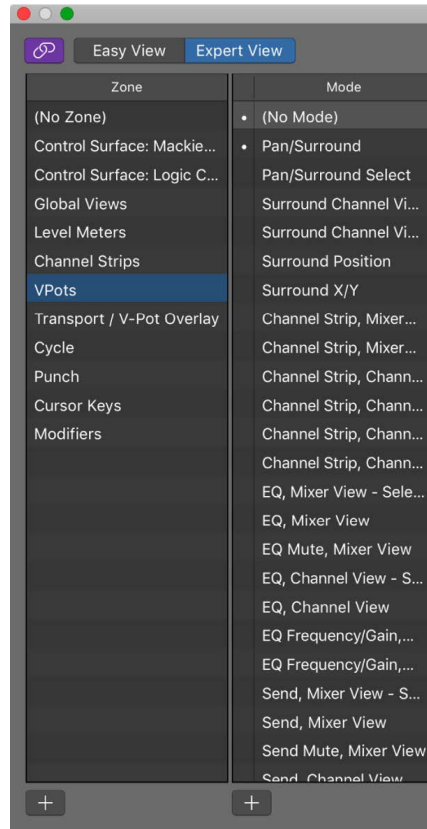 Easy View
Expert View
Zone
(No Zone)
Control Surface: Mackie...
Control Surface: Logic C...
Global Views
Level Meters
Channel Strips
VPots
Transport / V-Pot Overlay
Cycle
Punch
Cursor Keys
Modifiers
Mode
• (No Mode)
• Pan/Surround
Pan/Surround Select
Surround Channel Vi...
Surround Channel Vi...
Surround Position
Surround X/Y
Channel Strip, Mixer...
Channel Strip, Mixer...
Channel Strip, Chann...
Channel Strip, Chann...
Channel Strip, Chann...
Channel Strip, Chann...
EQ, Mixer View - Sele...
EQ, Mixer View
EQ Mute, Mixer View
EQ, Channel View - S...
EQ, Channel View
EQ Frequency/Gain,...
EQ Frequency/Gain,...
Send, Mixer View - S...
Send, Mixer View
Send Mute, Mixer View
Send, Channel View
+
+